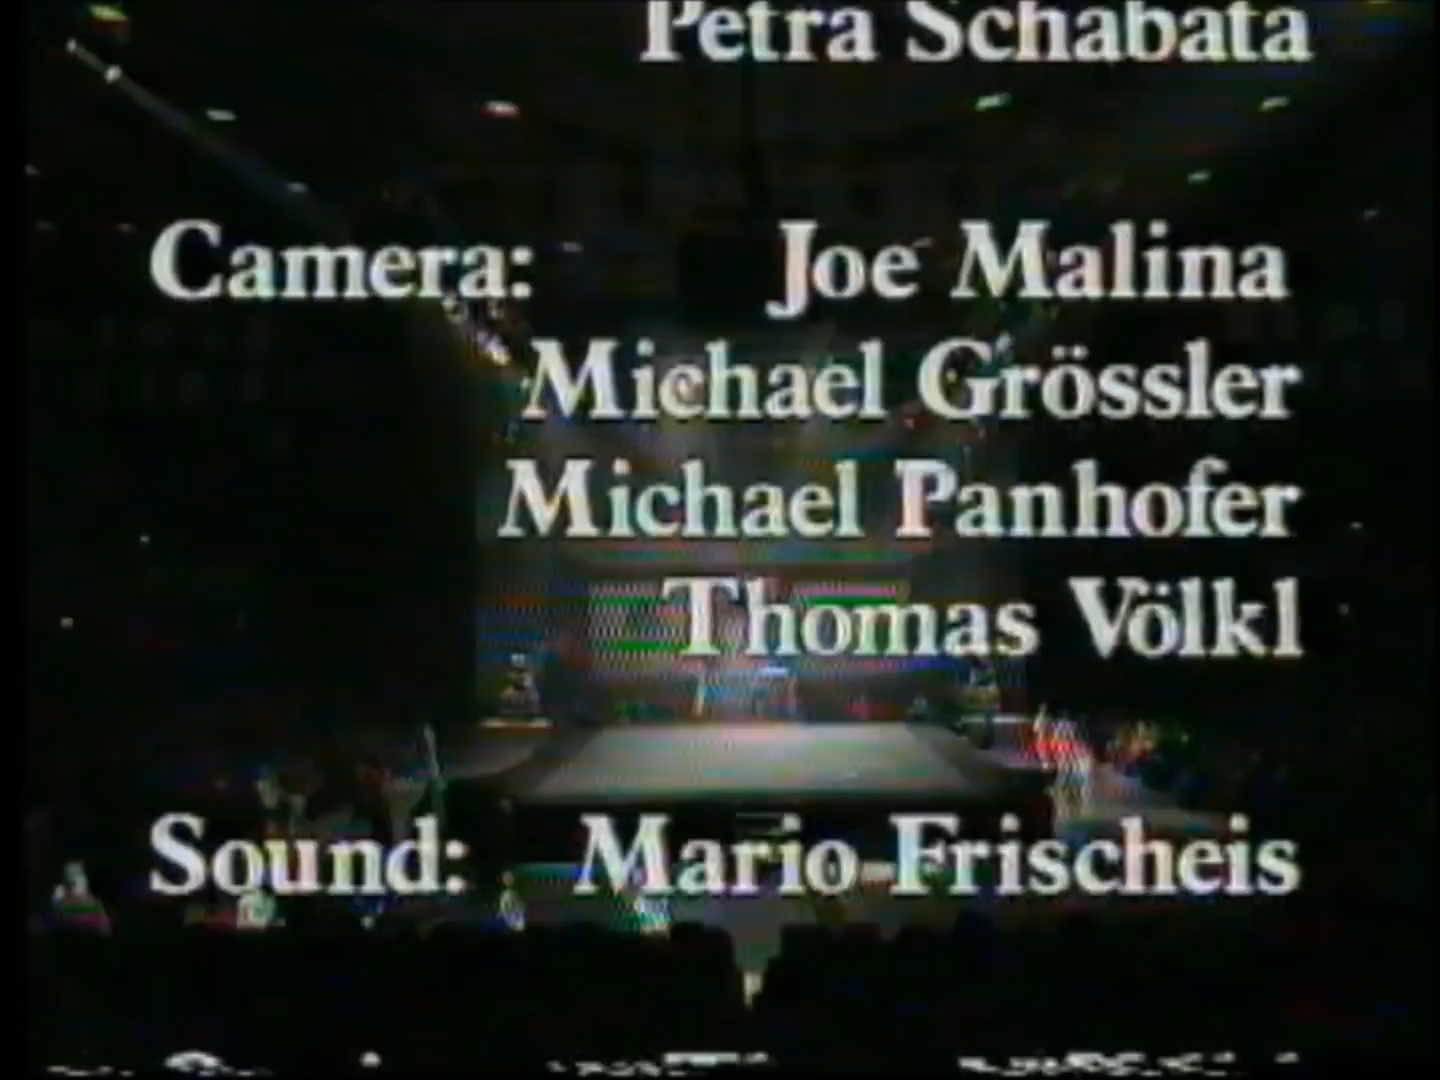 Petra Schabata
Camera: Joe Malina
Michael Grössler
Michael Panhofer
Thomas Völkl
Sound: Mario Frischeis